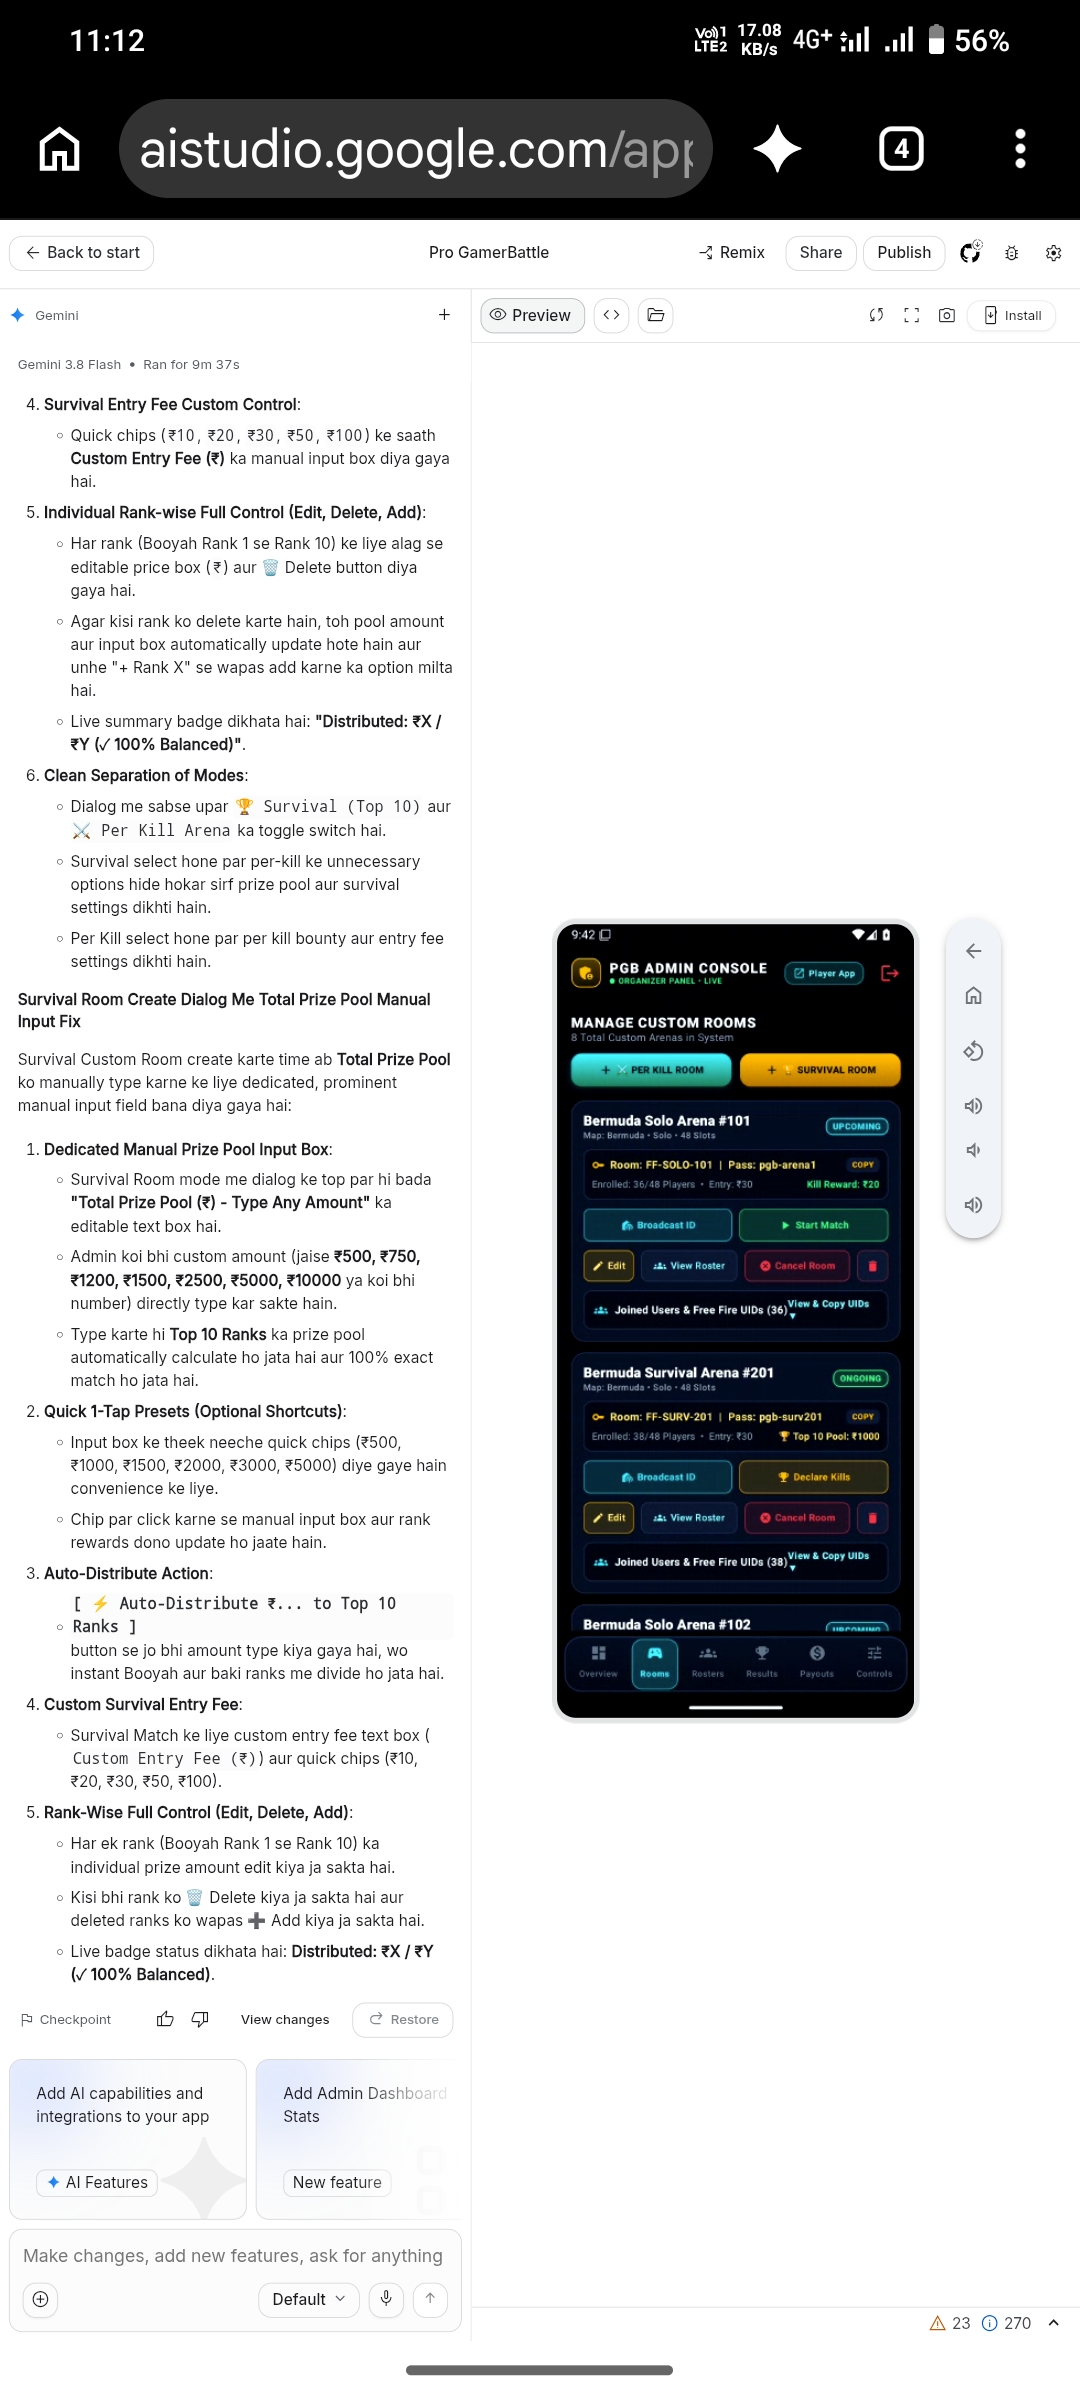 11:12
Vo)) 1 LTE2
17.08 KB/s
4G+
56%
aistudio.google.com/app
4
Back to start
Pro GamerBattle
Remix
Share
Publish
Gemini
Preview
Install
Gemini 3.8 Flash • Ran for 9m 37s
4. Survival Entry Fee Custom Control:
Quick chips (₹10, ₹20, ₹30, ₹50, ₹100) ke saath
Custom Entry Fee (₹) ka manual input box diya gaya
hai.
5. Individual Rank-wise Full Control (Edit, Delete, Add):
Har rank (Booyah Rank 1 se Rank 10) ke liye alag se
editable price box (₹) aur 🗑️ Delete button diya
gaya hai.
Agar kisi rank ko delete karte hain, toh pool amount
aur input box automatically update hote hain aur
unhe "+ Rank X" se wapas add karne ka option milta
hai.
Live summary badge dikhata hai: "Distributed: ₹X /
₹Y (✓ 100% Balanced)".
6. Clean Separation of Modes:
Dialog me sabse upar 🏆 Survival (Top 10) aur
⚔️ Per Kill Arena ka toggle switch hai.
Survival select hone par per-kill ke unnecessary
options hide hokar sirf prize pool aur survival
settings dikhti hain.
Per Kill select hone par per kill bounty aur entry fee
settings dikhti hain.
Survival Room Create Dialog Me Total Prize Pool Manual
Input Fix
Survival Custom Room create karte time ab Total Prize Pool
ko manually type karne ke liye dedicated, prominent
manual input field bana diya gaya hai:
1. Dedicated Manual Prize Pool Input Box:
Survival Room mode me dialog ke top par hi bada
"Total Prize Pool (₹) - Type Any Amount" ka
editable text box hai.
Admin koi bhi custom amount (jaise ₹500, ₹750,
₹1200, ₹1500, ₹2500, ₹5000, ₹10000 ya koi bhi
number) directly type kar sakte hain.
Type karte hi Top 10 Ranks ka prize pool
automatically calculate ho jata hai aur 100% exact
match ho jata hai.
2. Quick 1-Tap Presets (Optional Shortcuts):
Input box ke theek neeche quick chips (₹500,
₹1000, ₹1500, ₹2000, ₹3000, ₹5000) diye gaye hain
convenience ke liye.
Chip par click karne se manual input box aur rank
rewards dono update ho jaate hain.
3. Auto-Distribute Action:
[ ⚡ Auto-Distribute ₹... to Top 10
Ranks ]
button se jo bhi amount type kiya gaya hai, wo
instant Booyah aur baki ranks me divide ho jata hai.
4. Custom Survival Entry Fee:
Survival Match ke liye custom entry fee text box (
Custom Entry Fee (₹)) aur quick chips (₹10,
₹20, ₹30, ₹50, ₹100).
5. Rank-Wise Full Control (Edit, Delete, Add):
Har ek rank (Booyah Rank 1 se Rank 10) ka
individual prize amount edit kiya ja sakta hai.
Kisi bhi rank ko 🗑️ Delete kiya ja sakta hai aur
deleted ranks ko wapas ➕ Add kiya ja sakta hai.
Live badge status dikhata hai: Distributed: ₹X / ₹Y
(✓ 100% Balanced).
Checkpoint
View changes
Restore
Add AI capabilities and
integrations to your app
AI Features
Add Admin Dashboard
Stats
New feature
Make changes, add new features, ask for anything
Default
9:42
PGB ADMIN CONSOLE
ORGANIZER PANEL • LIVE
Player App
MANAGE CUSTOM ROOMS
8 Total Custom Arenas in System
+ ⚔️ PER KILL ROOM
+ 🏆 SURVIVAL ROOM
Bermuda Solo Arena #101
UPCOMING
Map: Bermuda • Solo • 48 Slots
Room: FF-SOLO-101 | Pass: pgb-arena1
COPY
Enrolled: 36/48 Players • Entry: ₹30
Kill Reward: ₹20
Broadcast ID
Start Match
Edit
View Roster
Cancel Room
Joined Users & Free Fire UIDs (36)
View & Copy UIDs ▼
Bermuda Survival Arena #201
ONGOING
Map: Bermuda • Solo • 48 Slots
Room: FF-SURV-201 | Pass: pgb-surv201
COPY
Enrolled: 38/48 Players • Entry: ₹30
🏆 Top 10 Pool: ₹1000
Broadcast ID
Declare Kills
Edit
View Roster
Cancel Room
Joined Users & Free Fire UIDs (38)
View & Copy UIDs ▼
Bermuda Solo Arena #102
UPCOMING
Overview
Rooms
Rosters
Results
Payouts
Controls
23
270